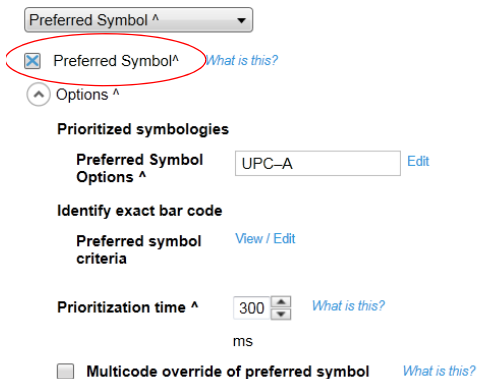 Preferred Symbol ^
Preferred Symbol^ What is this?
Options ^
Prioritized symbologies
Preferred Symbol
Options ^
UPC–A Edit
Identify exact bar code
Preferred symbol
criteria
View / Edit
Prioritization time ^ 300 What is this?
ms
Multicode override of preferred symbol What is this?